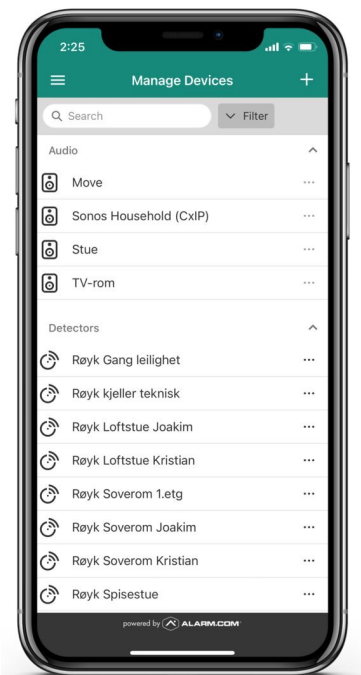 2:25
Manage Devices
Search
Filter
Audio
Move
Sonos Household (CxIP)
Stue
TV-rom
Detectors
Røyk Gang leilighet
Røyk kjeller teknisk
Røyk Loftstue Joakim
Røyk Loftstue Kristian
Røyk Soverom 1.etg
Røyk Soverom Joakim
Røyk Soverom Kristian
Røyk Spisestue
powered by ALARM.COM